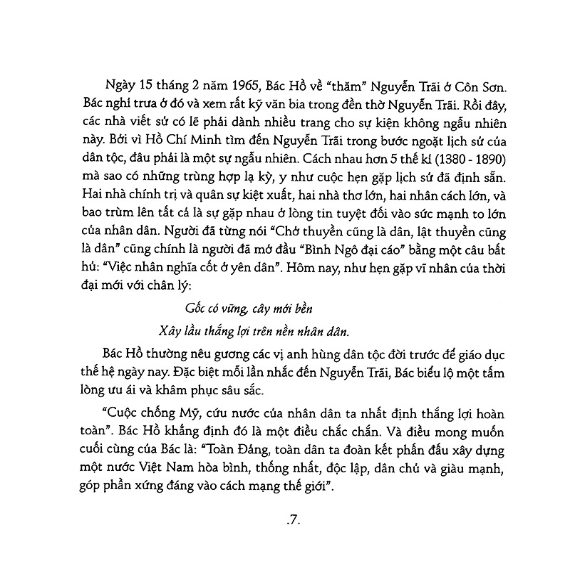 Ngày 15 tháng 2 năm 1965, Bác Hồ về “thăm” Nguyễn Trãi ở Côn Sơn.
Bác nghỉ trưa ở đó và xem rất kỹ văn bia trong đền thờ Nguyễn Trãi. Rồi đây,
các nhà viết sử có lẽ phải dành nhiều trang cho sự kiện không ngẫu nhiên
này. Bởi vì Hồ Chí Minh tìm đến Nguyễn Trãi trong bước ngoặt lịch sử của
dân tộc, đâu phải là một sự ngẫu nhiên. Cách nhau hơn 5 thế kỉ (1380 - 1890)
mà sao có những trùng hợp lạ kỳ, y như cuộc hẹn gặp lịch sử đã định sẵn.
Hai nhà chính trị và quân sự kiệt xuất, hai nhà thơ lớn, hai nhân cách lớn, và
bao trùm lên tất cả là sự gặp nhau ở lòng tin tuyệt đối vào sức mạnh to lớn
của nhân dân. Người đã từng nói “Chở thuyền cũng là dân, lật thuyền cũng
là dân” cũng chính là người đã mở đầu “Bình Ngô đại cáo” bằng một câu bất
hủ: “Việc nhân nghĩa cốt ở yên dân”. Hôm nay, như hẹn gặp vĩ nhân của thời
đại mới với chân lý:
Gốc có vững, cây mới bền
Xây lầu thắng lợi trên nền nhân dân.
Bác Hồ thường nêu gương các vị anh hùng dân tộc đời trước để giáo dục
thế hệ ngày nay. Đặc biệt mỗi lần nhắc đến Nguyễn Trãi, Bác biểu lộ một tấm
lòng ưu ái và khâm phục sâu sắc.
“Cuộc chống Mỹ, cứu nước của nhân dân ta nhất định thắng lợi hoàn
toàn”. Bác Hồ khẳng định đó là một điều chắc chắn. Và điều mong muốn
cuối cùng của Bác là: “Toàn Đảng, toàn dân ta đoàn kết phấn đấu xây dựng
một nước Việt Nam hòa bình, thống nhất, độc lập, dân chủ và giàu mạnh,
góp phần xứng đáng vào cách mạng thế giới”.
.7.